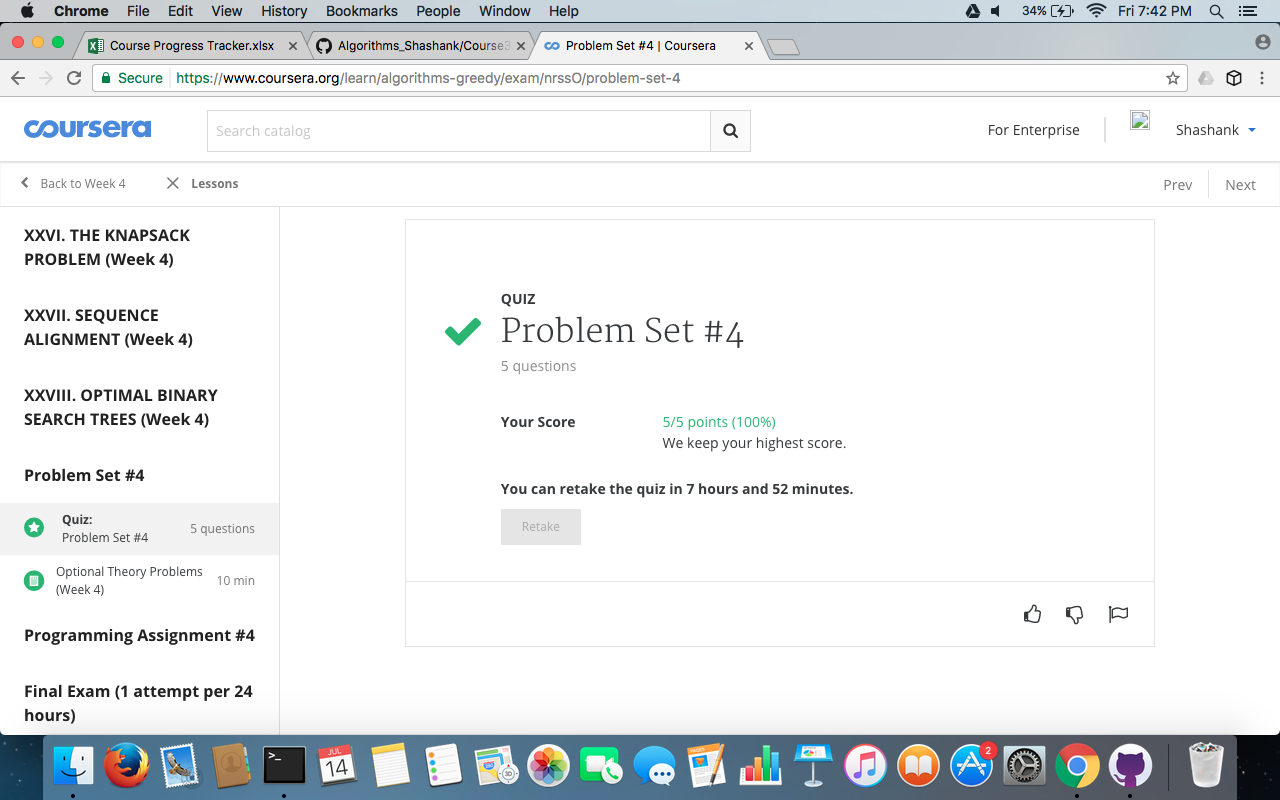 Chrome File Edit View History Bookmarks People Window Help 34% Fri 7:42 PM
Course Progress Tracker.xlsx Algorithms_Shashank/Course3 Problem Set #4 | Coursera
Secure https://www.coursera.org/learn/algorithms-greedy/exam/nrssO/problem-set-4
coursera Search catalog For Enterprise Shashank
Back to Week 4 Lessons Prev Next
XXVI. THE KNAPSACK
PROBLEM (Week 4)
XXVII. SEQUENCE
ALIGNMENT (Week 4)
XXVIII. OPTIMAL BINARY
SEARCH TREES (Week 4)
Problem Set #4
Quiz:
Problem Set #4
5 questions
Optional Theory Problems
(Week 4)
10 min
Programming Assignment #4
Final Exam (1 attempt per 24
hours)
QUIZ
Problem Set #4
5 questions
Your Score 5/5 points (100%)
We keep your highest score.
You can retake the quiz in 7 hours and 52 minutes.
Retake
JUL
14
PAGES
3D
2